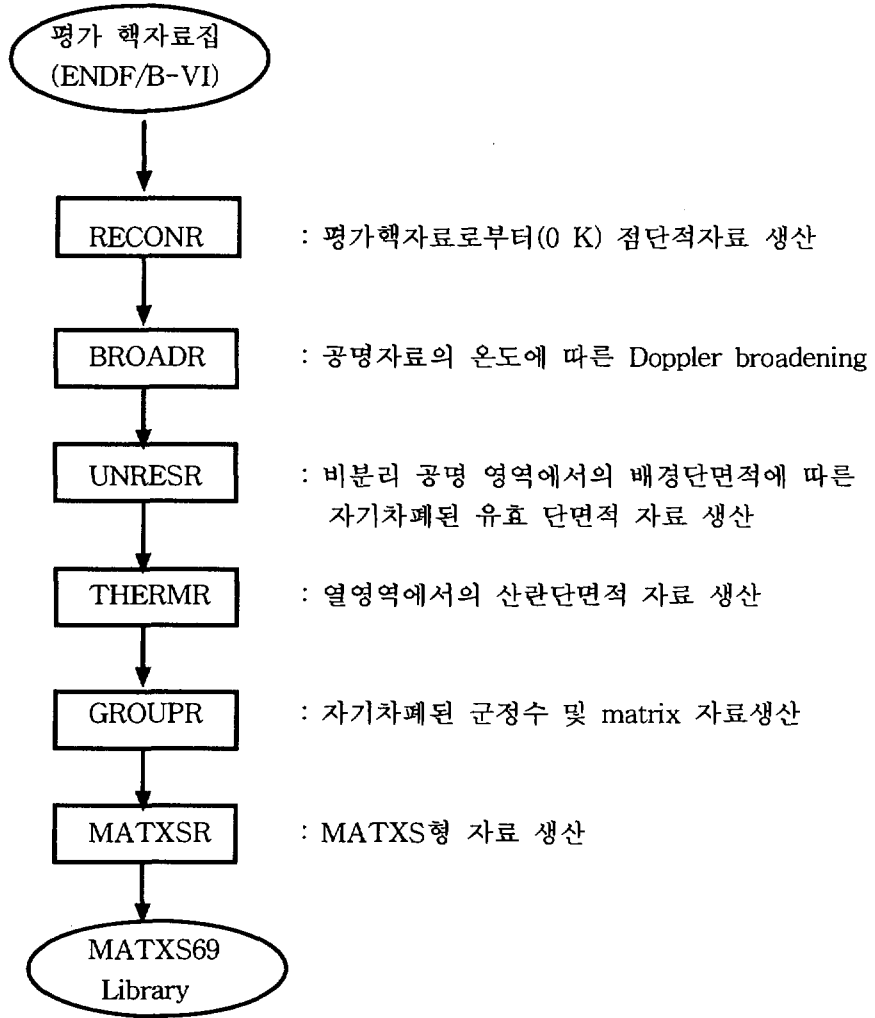 평가 핵자료집
(ENDF/B-VI)
RECONR : 평가핵자료로부터(0 K) 점단적자료 생산
BROADR : 공명자료의 온도에 따른 Doppler broadening
UNRESR : 비분리 공명 영역에서의 배경단면적에 따른
자기차폐된 유효 단면적 자료 생산
THERMR : 열영역에서의 산란단면적 자료 생산
GROUPR : 자기차폐된 군정수 및 matrix 자료생산
MATXSR : MATXS형 자료 생산
MATXS69
Library